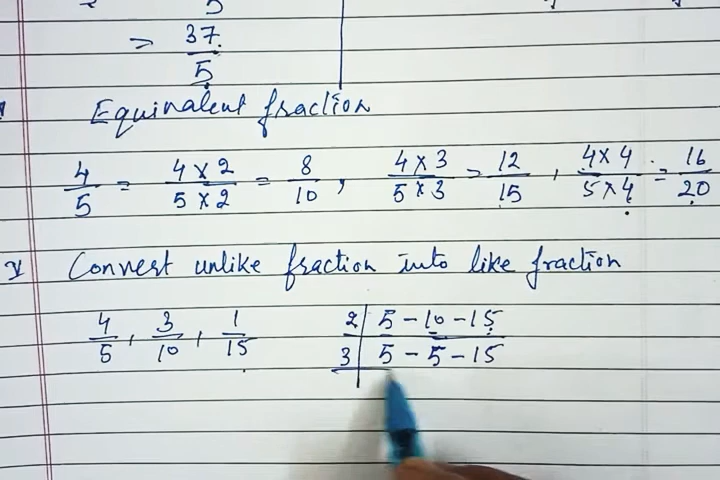 5
= 37/5
Equivalent fraction
4/5 = 4 × 2/5 × 2 = 8/10, 4 × 3/5 × 3 = 12/15, 4 × 4/5 × 4 = 16/20
Convert unlike fraction into like fraction
4/5, 3/10, 1/15
2 | 5 - 10 - 15
3 | 5 - 5 - 15